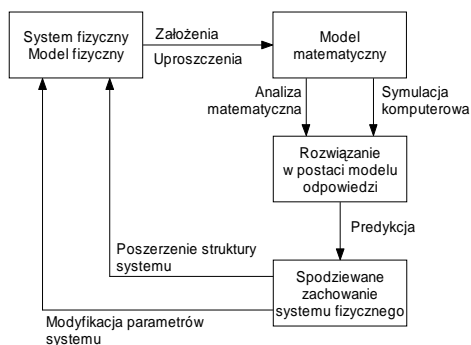 System fizyczny
Model fizyczny
Założenia
Uproszczenia
Model
matematyczny
Analiza
matematyczna
Symulacja
komputerowa
Rozwiązanie
w postaci modelu
odpowiedzi
Predykcja
Poszerzenie struktury
systemu
Spodziewane
zachowanie
systemu fizycznego
Modyfikacja parametrów
systemu